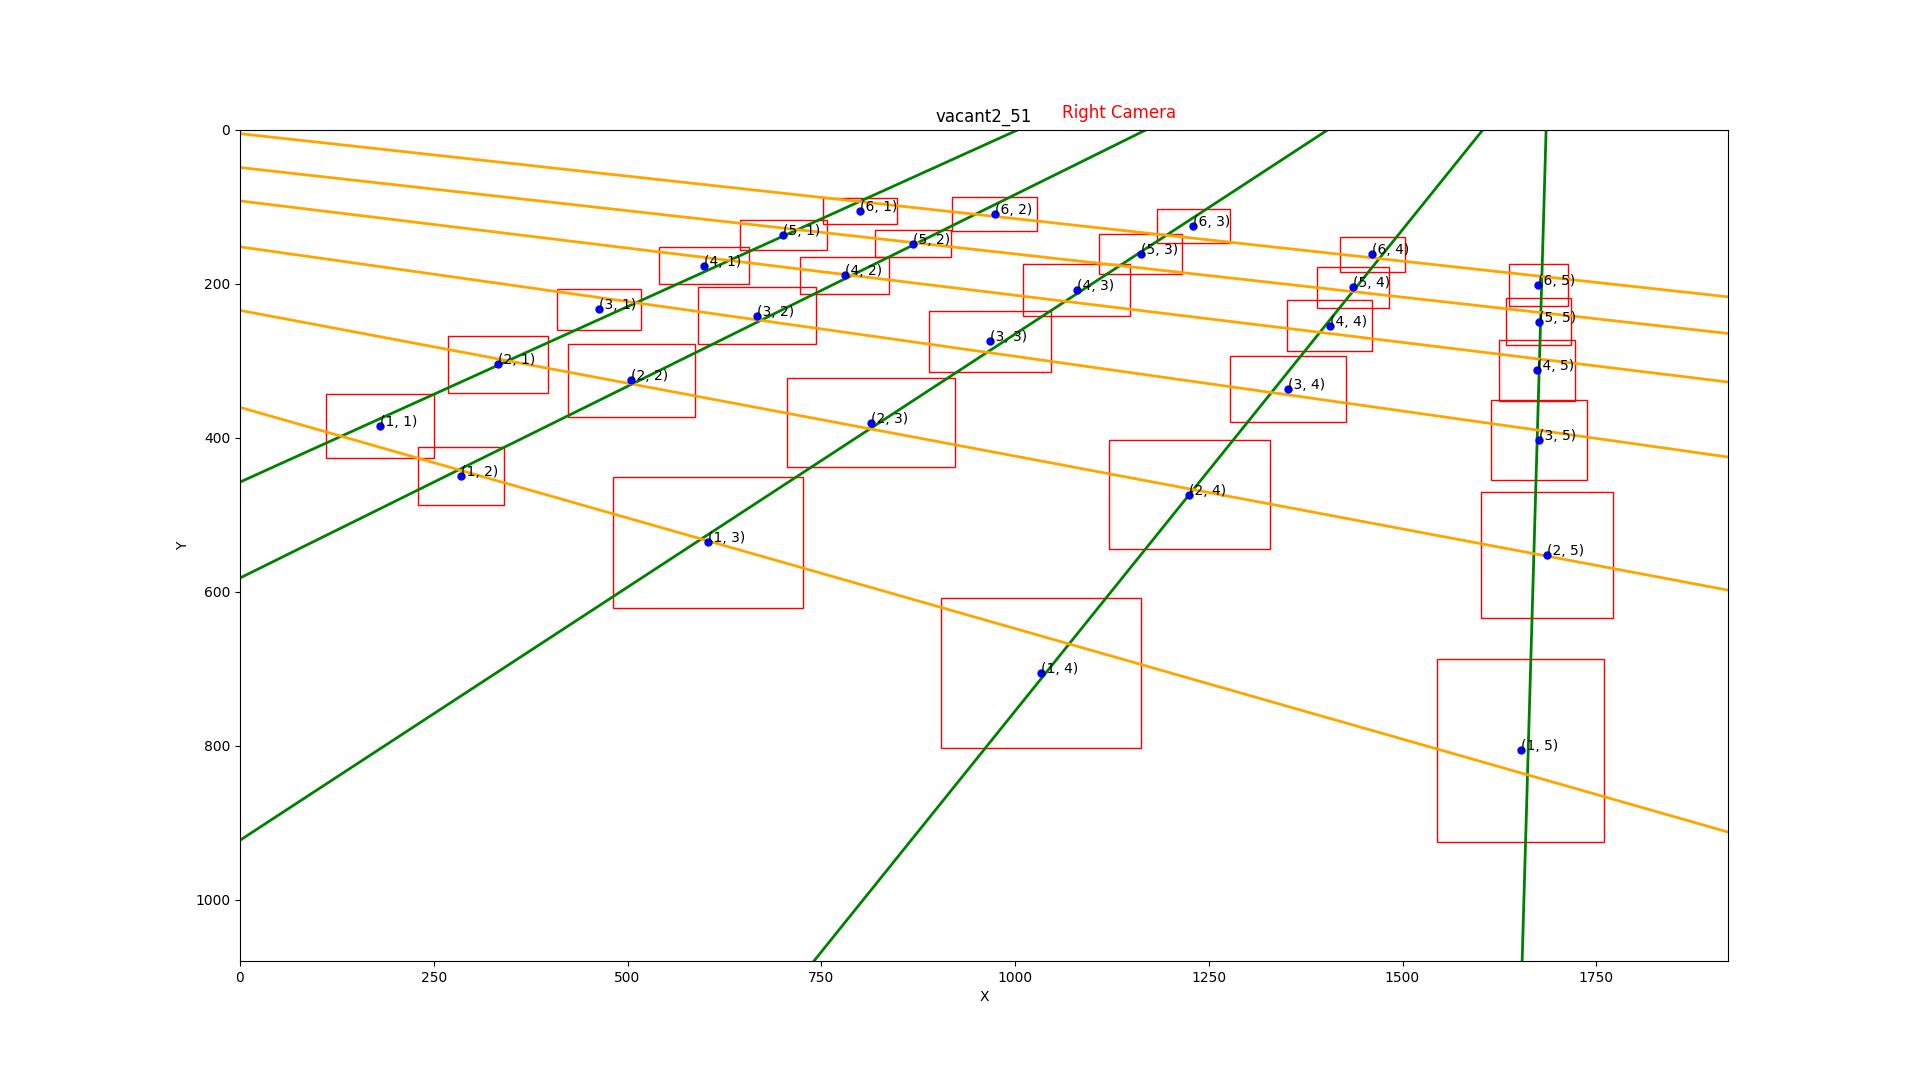 vacant2_51 Right Camera
0
(6, 1) (6, 2)
(5, 1) (5, 2) (6, 3)
(4, 1) (4, 2) (5, 3) (6, 4)
200
(3, 1) (3, 2) (4, 3) (5, 4) (6, 5)
(2, 1) (2, 2) (3, 3) (4, 4) (5, 5)
(1, 1) (2, 3) (3, 4) (4, 5)
400
(1, 2) (2, 4) (3, 5)
(1, 3) (2, 5)
Y
600
(1, 4)
800
(1, 5)
1000
0 250 500 750 1000 1250 1500 1750
X